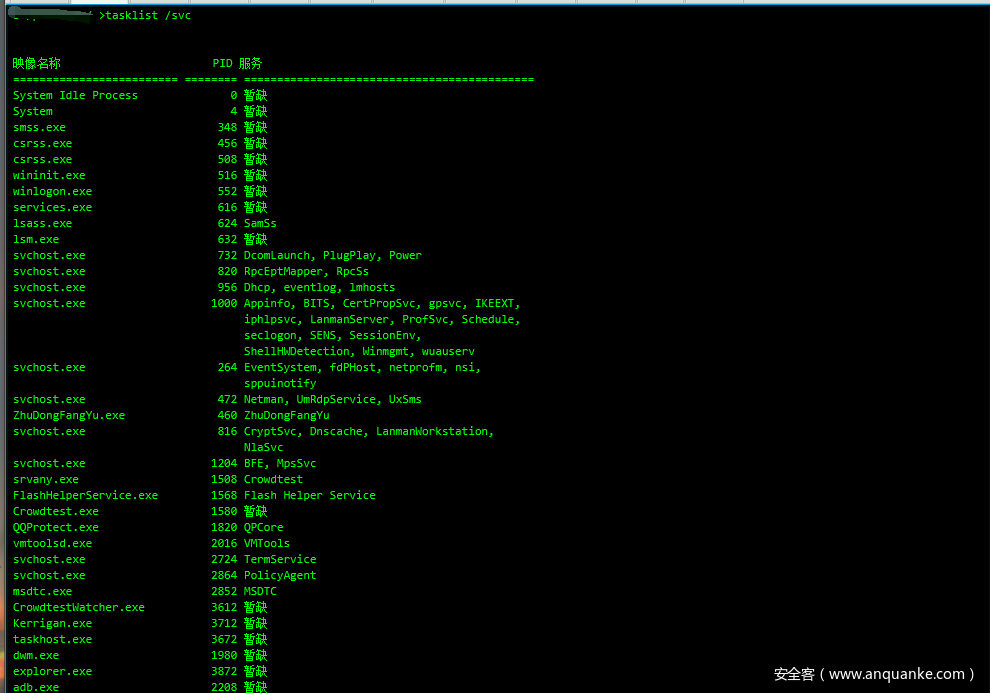 >tasklist /svc
映像名称 PID 服务
========================= ======== ============================================
System Idle Process 0 暂缺
System 4 暂缺
smss.exe 348 暂缺
csrss.exe 456 暂缺
csrss.exe 508 暂缺
wininit.exe 516 暂缺
winlogon.exe 552 暂缺
services.exe 616 暂缺
lsass.exe 624 SamSs
lsm.exe 632 暂缺
svchost.exe 732 DcomLaunch, PlugPlay, Power
svchost.exe 820 RpcEptMapper, RpcSs
svchost.exe 956 Dhcp, eventlog, lmhosts
svchost.exe 1000 Appinfo, BITS, CertPropSvc, gpsvc, IKEEXT,
iphlpsvc, LanmanServer, ProfSvc, Schedule,
seclogon, SENS, SessionEnv,
ShellHWDetection, Winmgmt, wuauserv
svchost.exe 264 EventSystem, fdPHost, netprofm, nsi,
sppuinotify
svchost.exe 472 Netman, UmRdpService, UxSms
ZhuDongFangYu.exe 460 ZhuDongFangYu
svchost.exe 816 CryptSvc, Dnscache, LanmanWorkstation,
NlaSvc
svchost.exe 1204 BFE, MpsSvc
srvany.exe 1508 Crowdtest
FlashHelperService.exe 1568 Flash Helper Service
Crowdtest.exe 1580 暂缺
QQProtect.exe 1820 QPCore
vmtoolsd.exe 2016 VMTools
svchost.exe 2724 TermService
svchost.exe 2864 PolicyAgent
msdtc.exe 2852 MSDTC
CrowdtestWatcher.exe 3612 暂缺
Kerrigan.exe 3712 暂缺
taskhost.exe 3672 暂缺
dwm.exe 1980 暂缺
explorer.exe 3872 暂缺
adb.exe 2208 暂缺
安全客（www.anquanke.com）